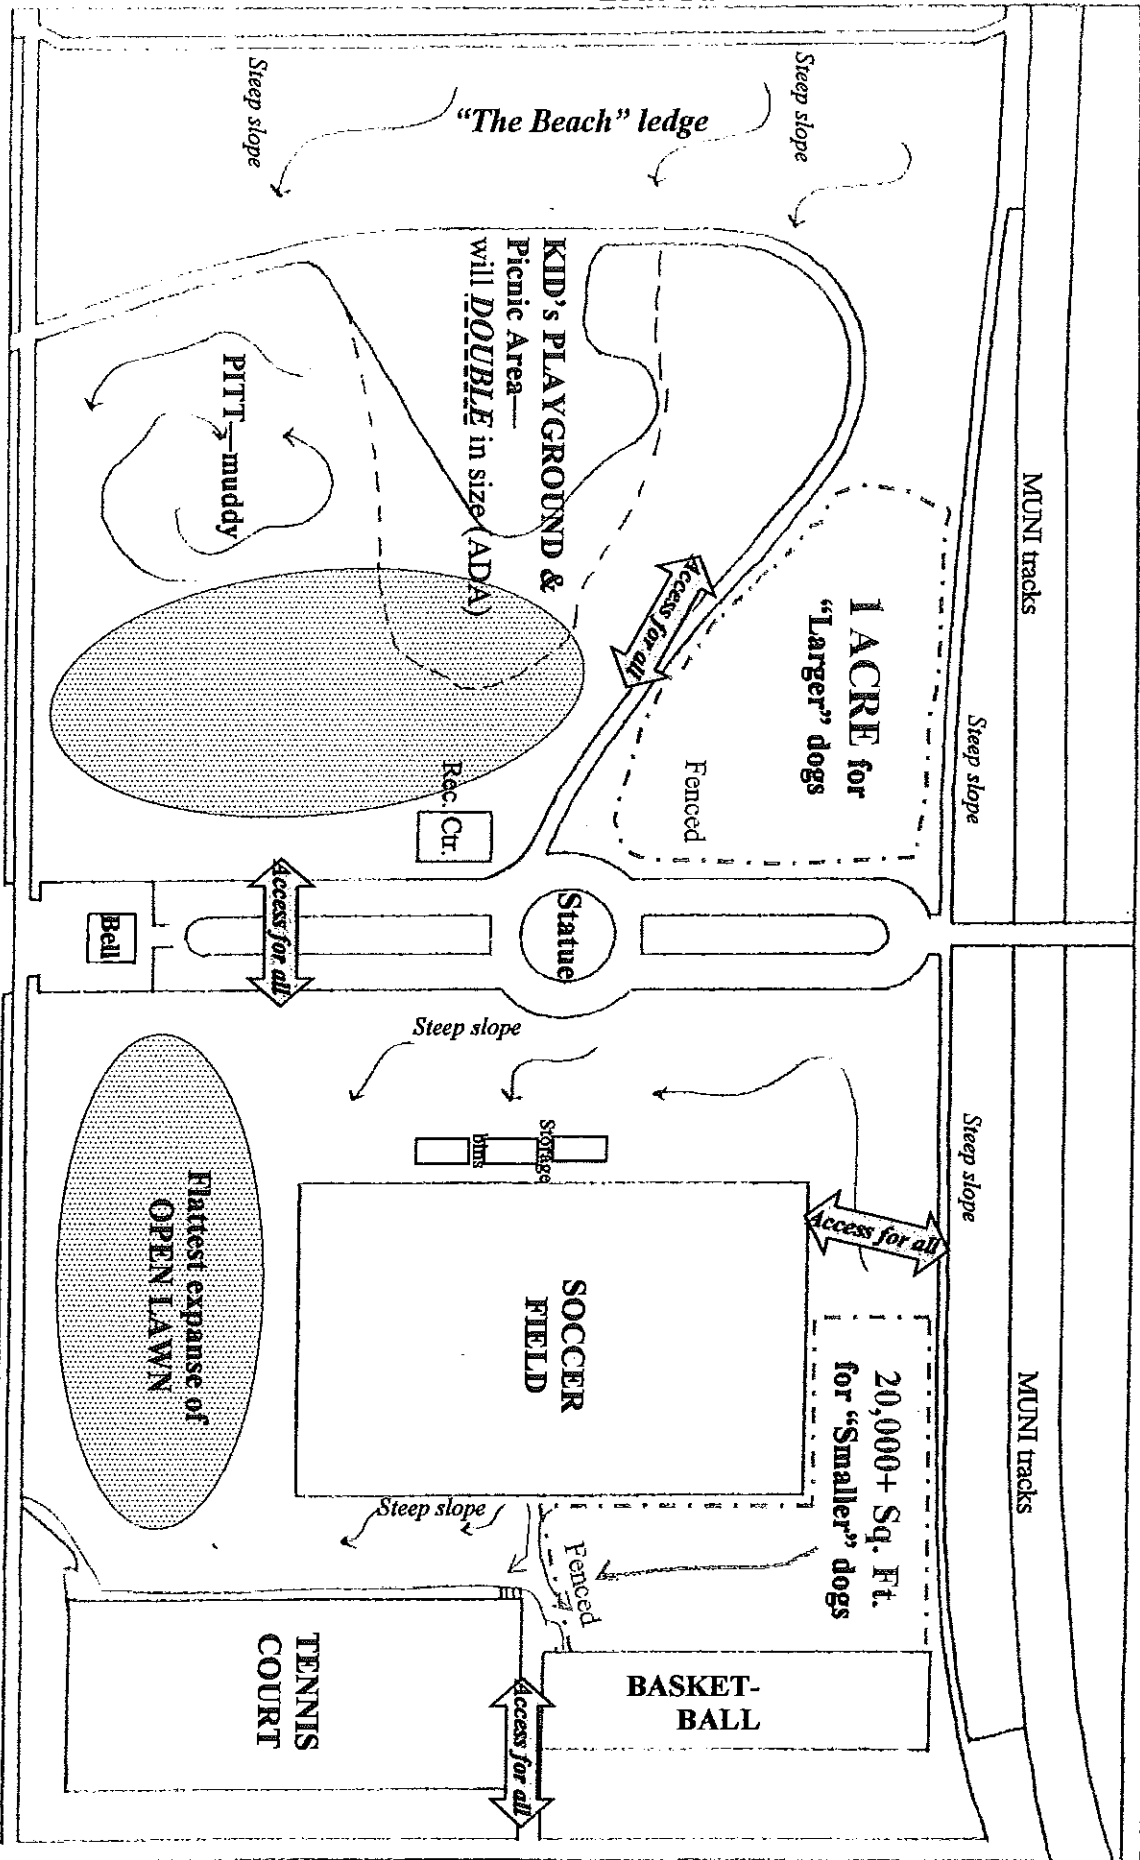 Steep slope
Steep slope
"The Beach" ledge
MUNI tracks
KID's PLAYGROUND &
Picnic Area—
will DOUBLE in size (ADA)
PITT—muddy
Access for all
1 ACRE for
"Larger" dogs
Steep slope
Fenced
Rec. Ctr.
Statue
Bell
Access for all
Steep slope
Steep slope
Storage
bins
Access for all
Flattest expanse of
OPEN LAWN
SOCCER
FIELD
20,000+ Sq. Ft.
for "Smaller" dogs
MUNI tracks
Steep slope
Fenced
TENNIS
COURT
Access for all
BASKET-
BALL